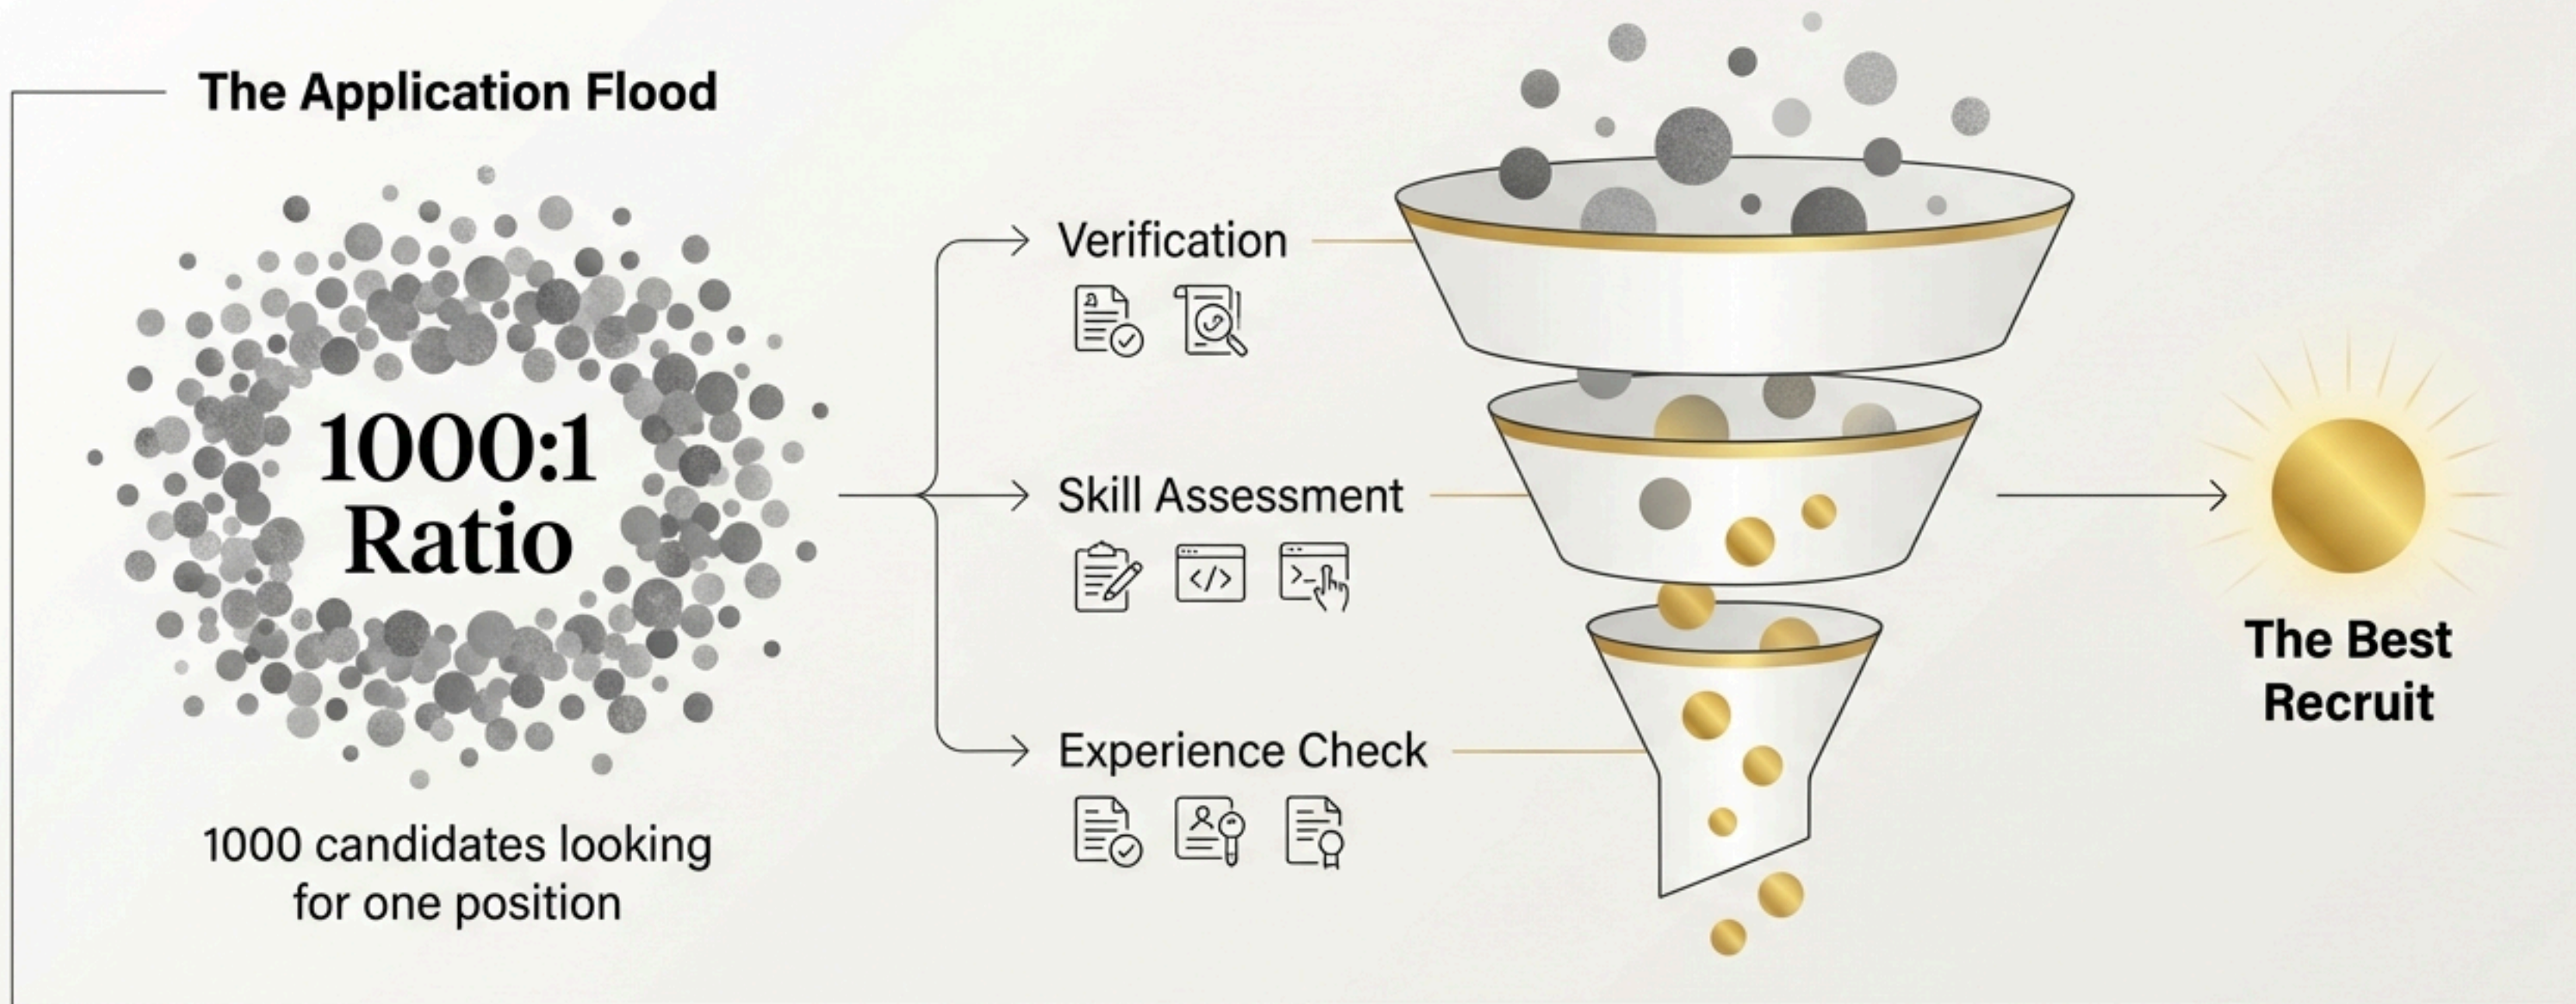 The Application Flood
1000:1
Ratio
1000 candidates looking
for one position
Verification
Skill Assessment
Experience Check
The Best
Recruit